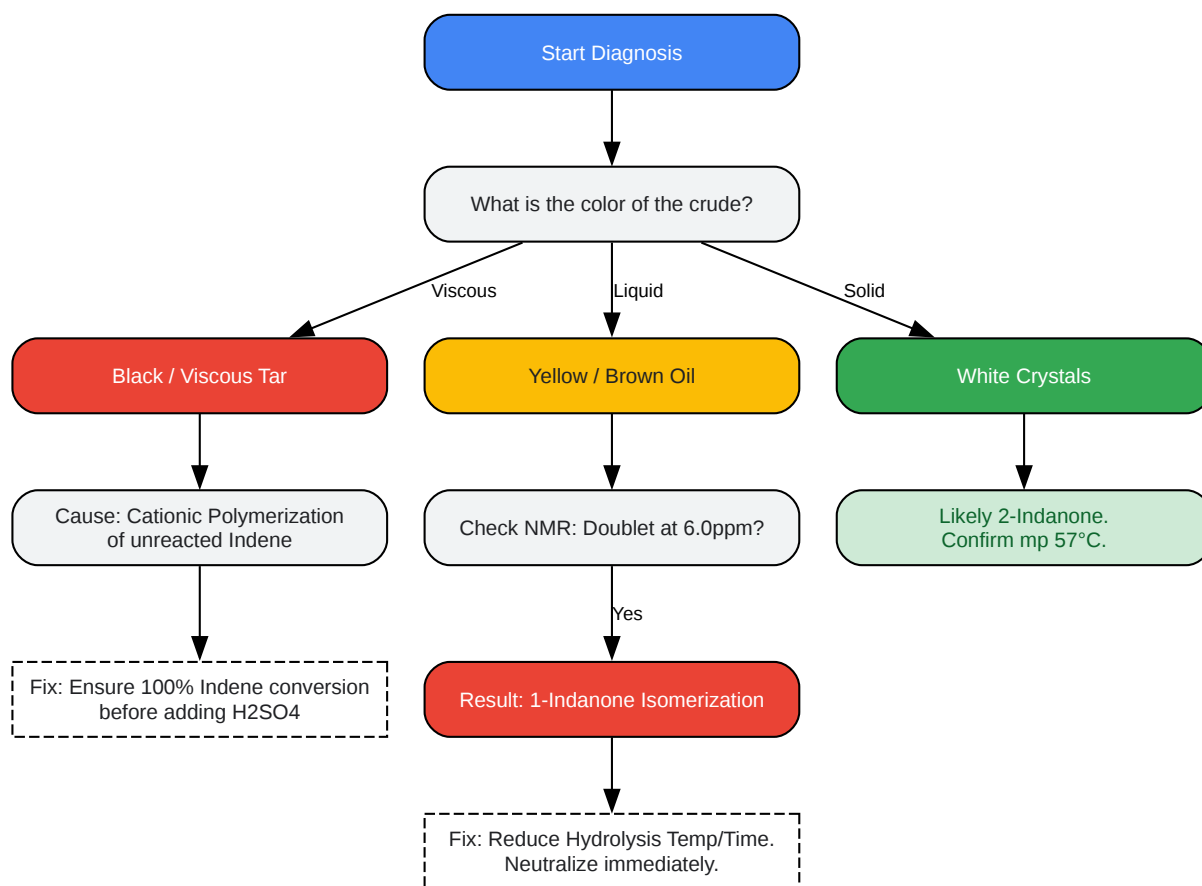 Start Diagnosis
What is the color of the crude?
Viscous
Liquid
Solid
Black / Viscous Tar
Yellow / Brown Oil
White Crystals
Cause: Cationic Polymerization
of unreacted Indene
Check NMR: Doublet at 6.0ppm?
Likely 2-Indanone.
Confirm mp 57°C.
Yes
Fix: Ensure 100% Indene conversion
before adding H2SO4
Result: 1-Indanone Isomerization
Fix: Reduce Hydrolysis Temp/Time.
Neutralize immediately.